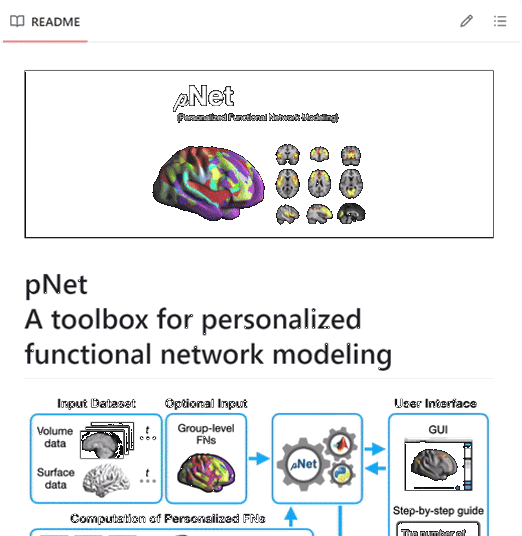 README
pNet
(Personalized Functional Network Modeling)
pNet
A toolbox for personalized
functional network modeling
Input Dataset
Optional Input
User Interface
Volume
data
t
Group-level
FNs
GUI
pNet
Surface
data
t
Step-by-step guide
Computation of Personalized FNs
The number of